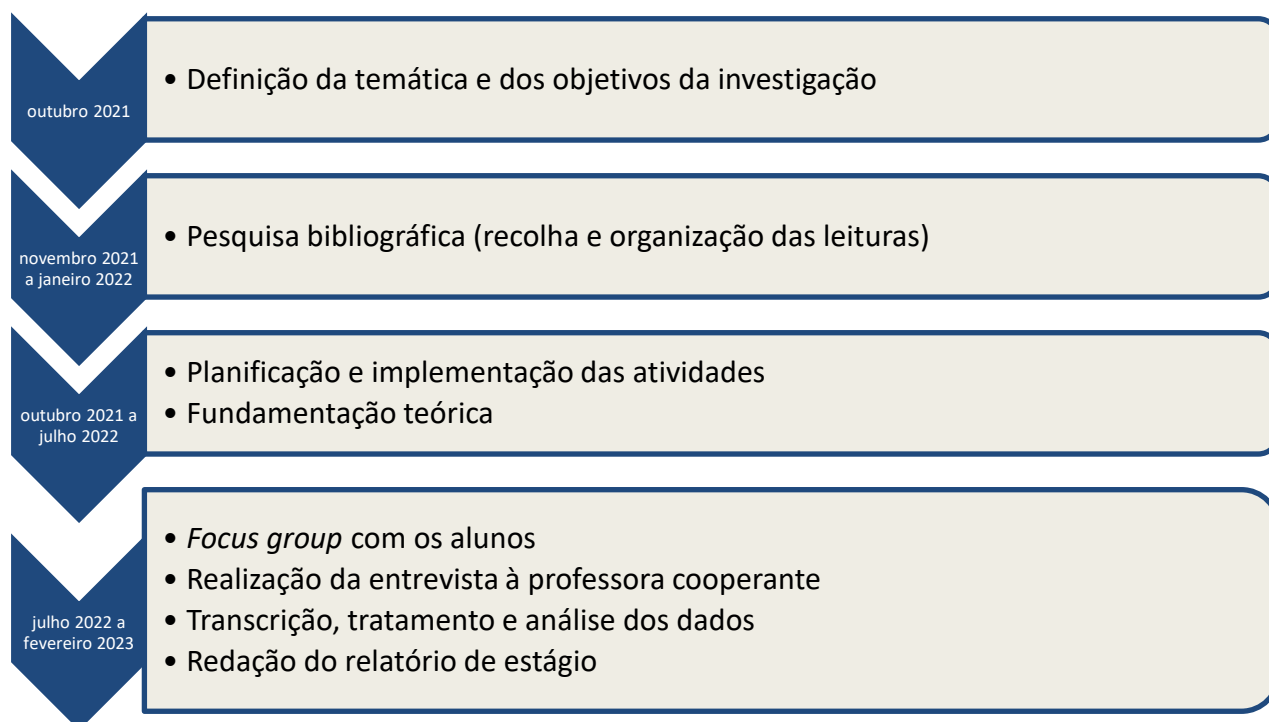 outubro 2021
• Definição da temática e dos objetivos da investigação
novembro 2021
a janeiro 2022
• Pesquisa bibliográfica (recolha e organização das leituras)
outubro 2021 a
julho 2022
• Planificação e implementação das atividades
• Fundamentação teórica
julho 2022 a
fevereiro 2023
• Focus group com os alunos
• Realização da entrevista à professora cooperante
• Transcrição, tratamento e análise dos dados
• Redação do relatório de estágio